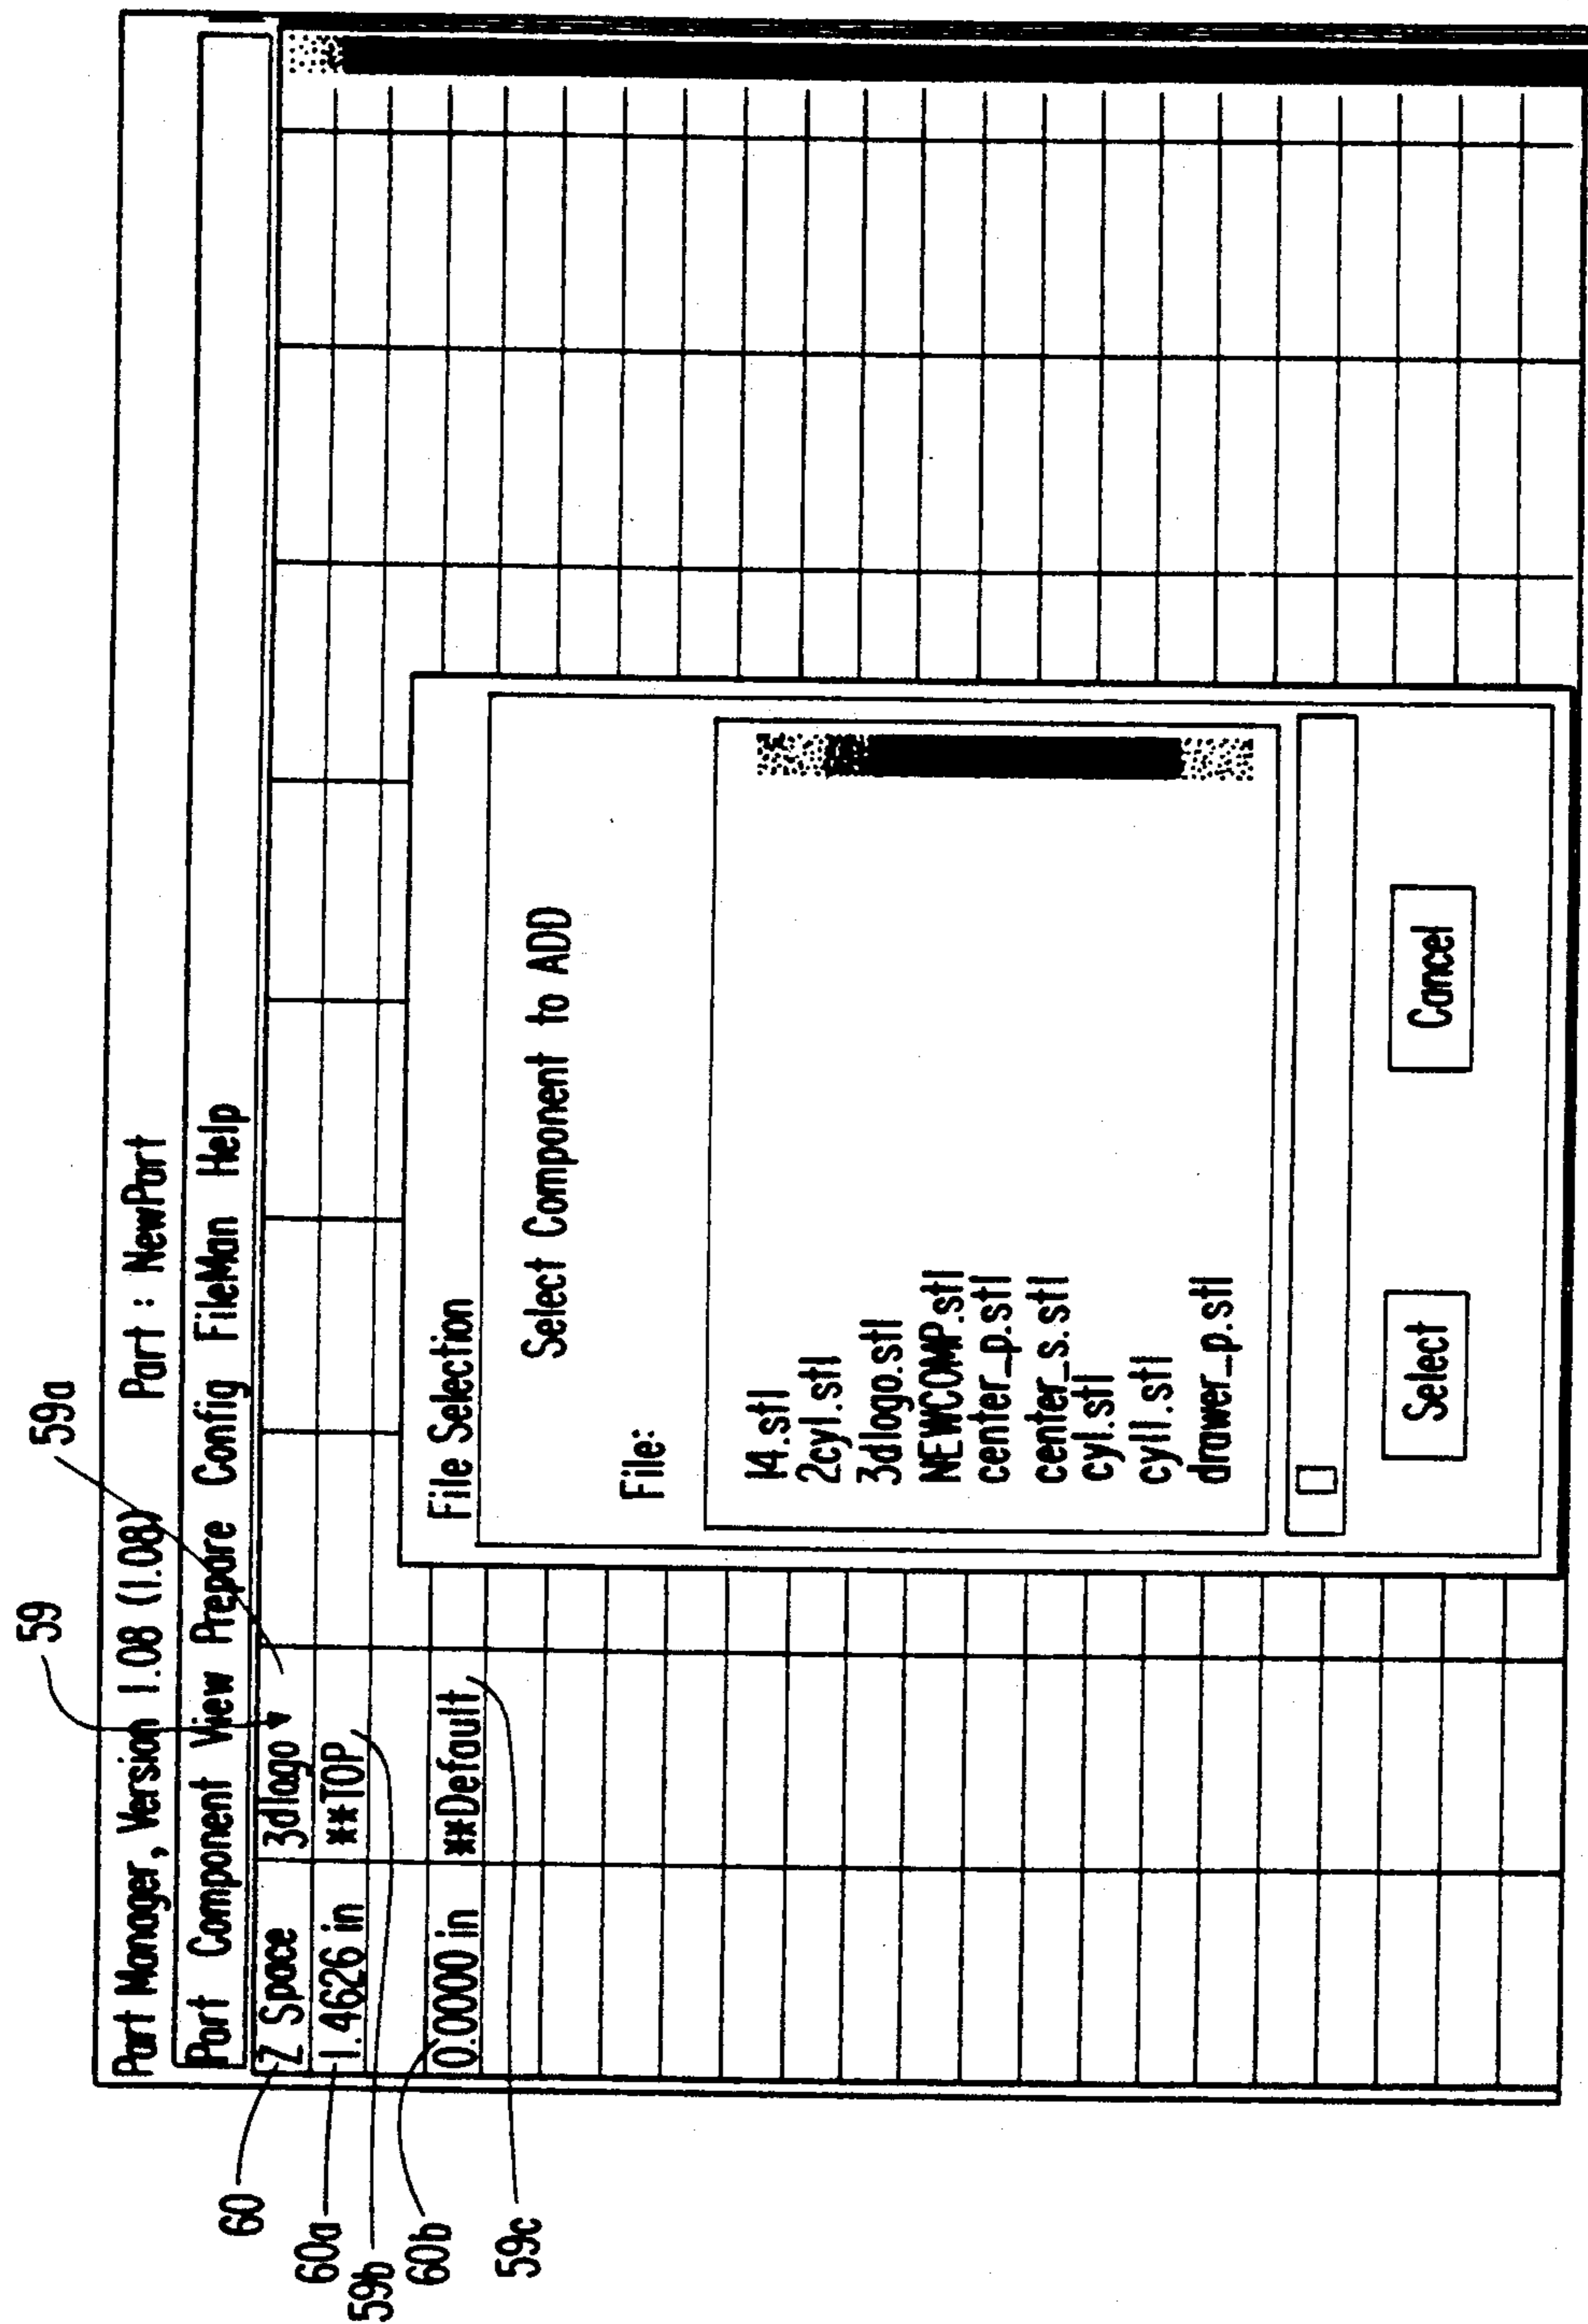 59
59a
Part Manager, Version 1.08 (1.08) Part : NewPart
Part Component View Prepare Config FileMan Help
60 Z Space 3dlogo
60a 1.4626 in **TOP
59b
60b 0.0000 in **Default
59c
File Selection
Select Component to ADD
File:
14.stl
2cyl.stl
3dlogo.stl
NEWCOMP.stl
center_p.stl
center_s.stl
cyl.stl
cyl1.stl
drawer_p.stl
Select Cancel